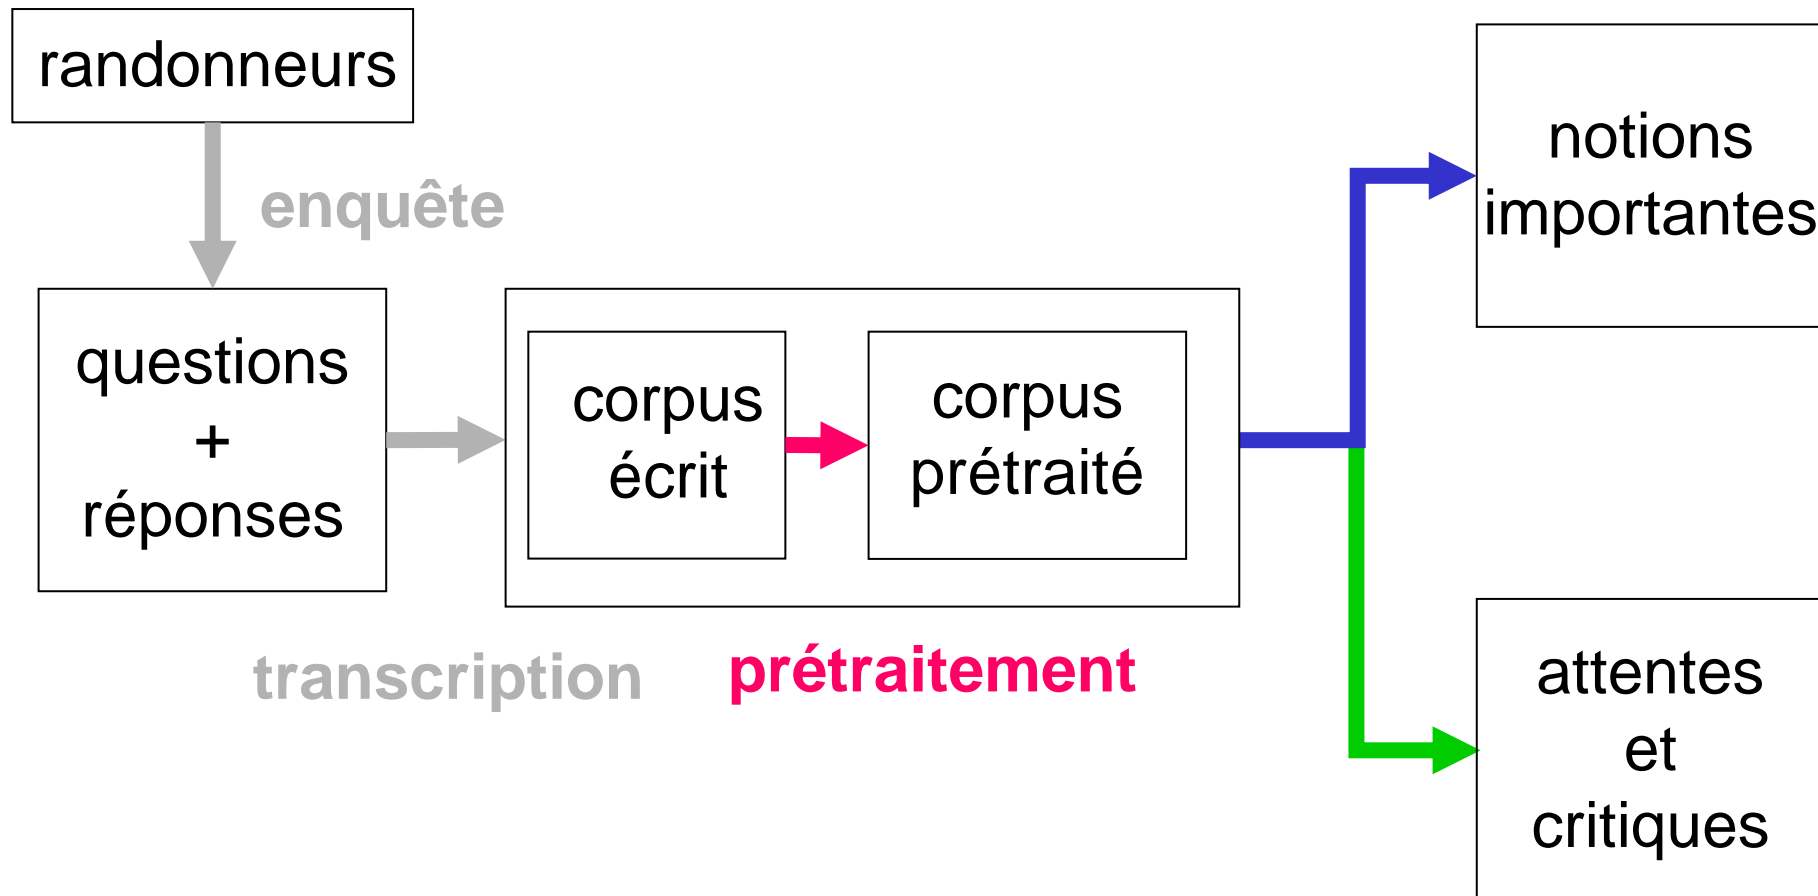 randonneurs
enquête
questions
+
réponses
transcription
corpus
écrit
corpus
prétraité
prétraitement
notions
importantes
attentes
et
critiques